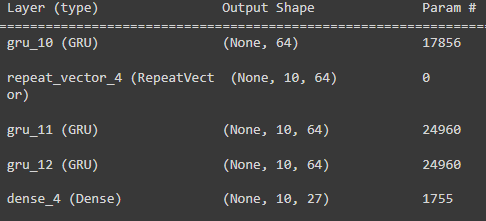 Layer (type) Output Shape Param #
================================================================
gru_10 (GRU) (None, 64) 17856
repeat_vector_4 (RepeatVect (None, 10, 64) 0
or)
gru_11 (GRU) (None, 10, 64) 24960
gru_12 (GRU) (None, 10, 64) 24960
dense_4 (Dense) (None, 10, 27) 1755